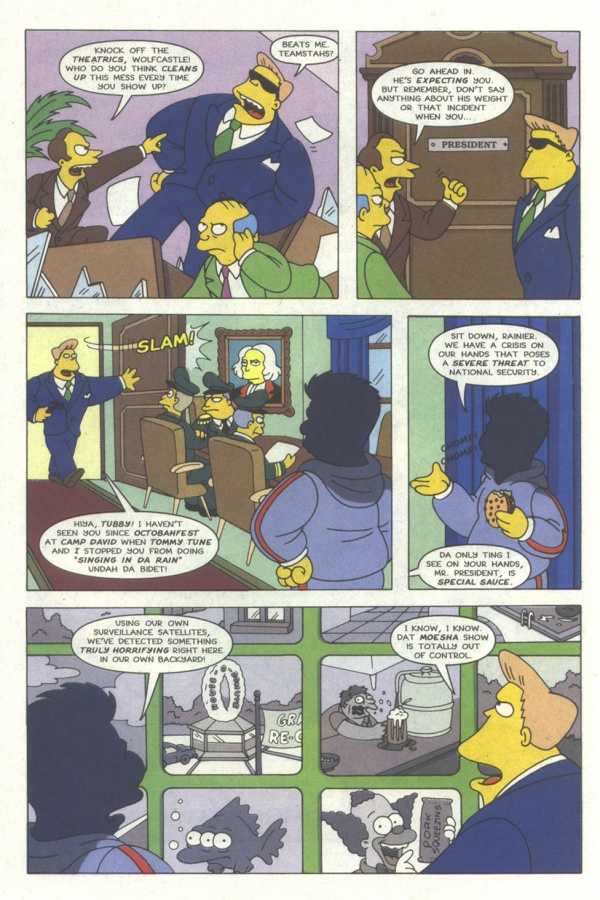 KNOCK OFF THE
THEATRICS, WOLFCASTLE!
WHO DO YOU THINK CLEANS
UP THIS MESS EVERY TIME
YOU SHOW UP?
BEATS ME.
TEAMSTAHS?
GO AHEAD IN.
HE'S EXPECTING YOU.
BUT REMEMBER, DON'T SAY
ANYTHING ABOUT HIS WEIGHT
OR THAT INCIDENT
WHEN YOU...
PRESIDENT
SLAM!
HIYA, TUBBY! I HAVEN'T
SEEN YOU SINCE OCTOBAHFEST
AT CAMP DAVID WHEN TOMMY TUNE
AND I STOPPED YOU FROM DOING
"SINGING IN DA RAIN"
UNDAH DA BIDET!
SIT DOWN, RAINIER.
WE HAVE A CRISIS ON
OUR HANDS THAT POSES
A SEVERE THREAT TO
NATIONAL SECURITY.
CHOMP!
CHOMP!
DA ONLY TING I
SEE ON YOUR HANDS,
MR. PRESIDENT, IS
SPECIAL SAUCE.
USING OUR OWN
SURVEILLANCE SATELLITES,
WE'VE DETECTED SOMETHING
TRULY HORRIFYING RIGHT HERE
IN OUR OWN BACKYARD!
I KNOW, I KNOW.
DAT MOESHA SHOW
IS TOTALLY OUT
OF CONTROL.
GR
RE-O
PORK
SQUEEZINS